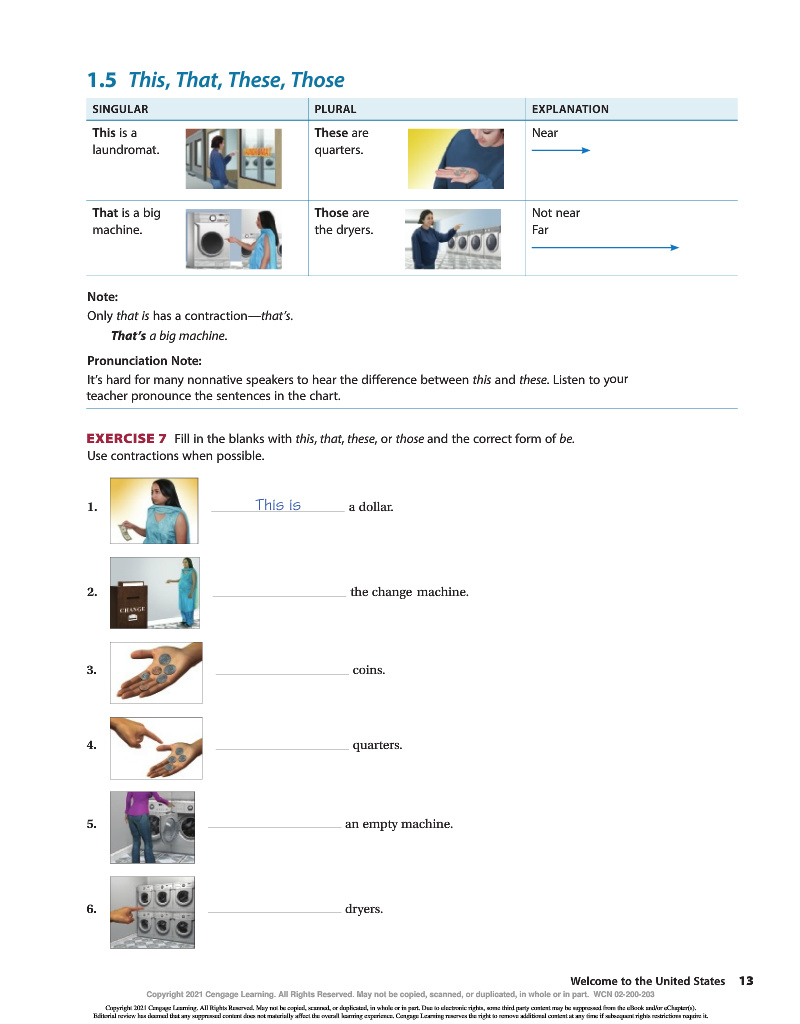 1.5 This, That, These, Those
SINGULAR PLURAL EXPLANATION
This is a
laundromat.
These are
quarters.
Near
That is a big
machine.
Those are
the dryers.
Not near
Far
Note:
Only that is has a contraction—that's.
That's a big machine.
Pronunciation Note:
It's hard for many nonnative speakers to hear the difference between this and these. Listen to your
teacher pronounce the sentences in the chart.
EXERCISE 7 Fill in the blanks with this, that, these, or those and the correct form of be.
Use contractions when possible.
1. This is a dollar.
CHANGE
2. the change machine.
3. coins.
4. quarters.
5. an empty machine.
6. dryers.
Welcome to the United States 13
Copyright 2021 Cengage Learning. All Rights Reserved. May not be copied, scanned, or duplicated, in whole or in part. WCN 02-200-203
Copyright 2021 Cengage Learning. All Rights Reserved. May not be copied, scanned, or duplicated, in whole or in part. Due to electronic rights, some third party content may be suppressed from the eBook and/or eChapter(s).
Editorial review has deemed that any suppressed content does not materially affect the overall learning experience. Cengage Learning reserves the right to remove additional content at any time if subsequent rights restrictions require it.